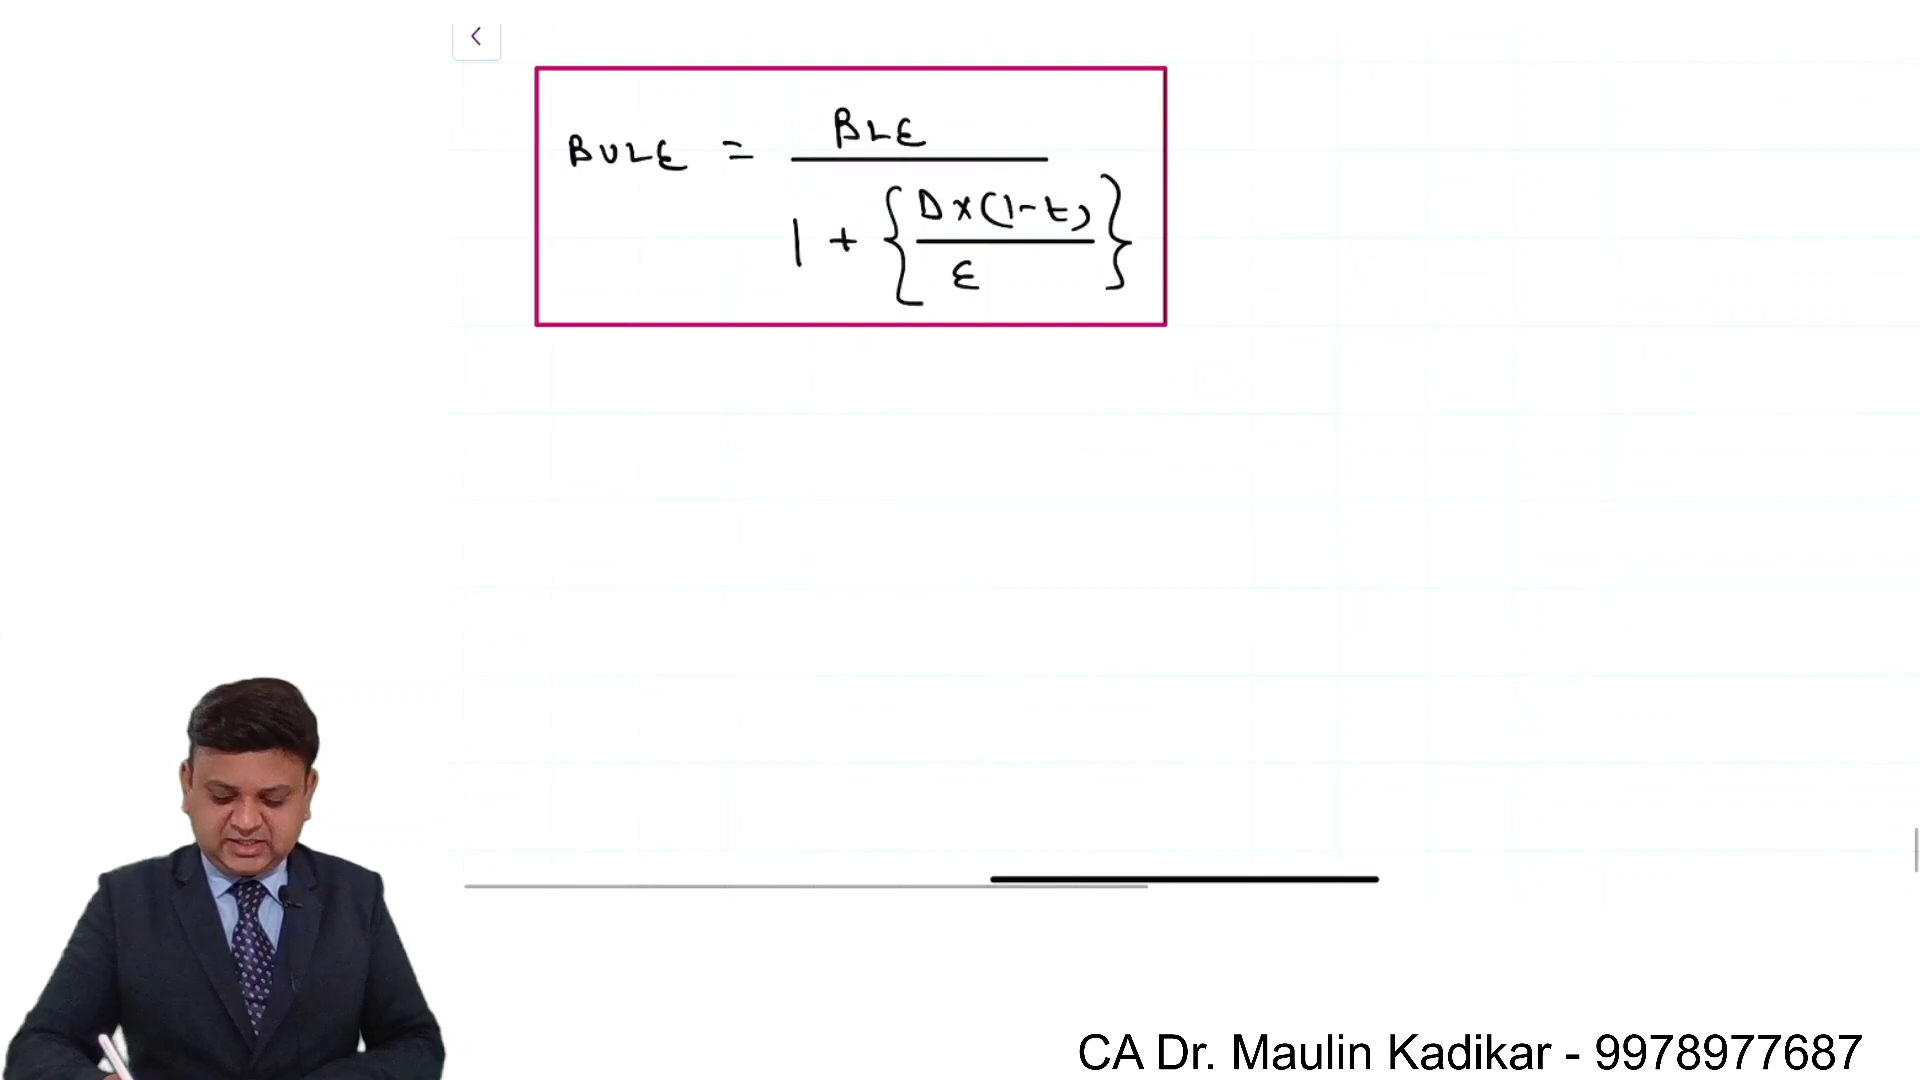 BULE = BLE
1 + { D×(1-t)
E }
CA Dr. Maulin Kadikar - 9978977687